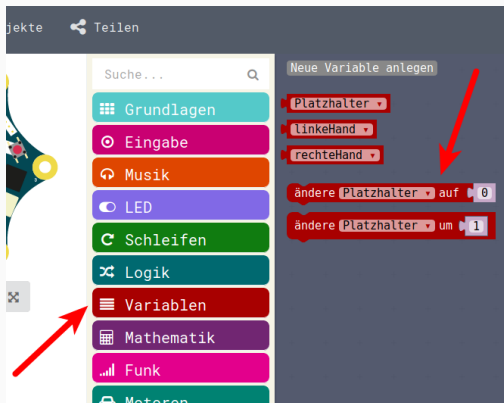 jekte Teilen
Suche...
Grundlagen
Eingabe
Musik
LED
Schleifen
Logik
Variablen
Mathematik
Funk
Motoren
Neue Variable anlegen
Platzhalter
linkeHand
rechteHand
ändere Platzhalter auf 0
ändere Platzhalter um 1